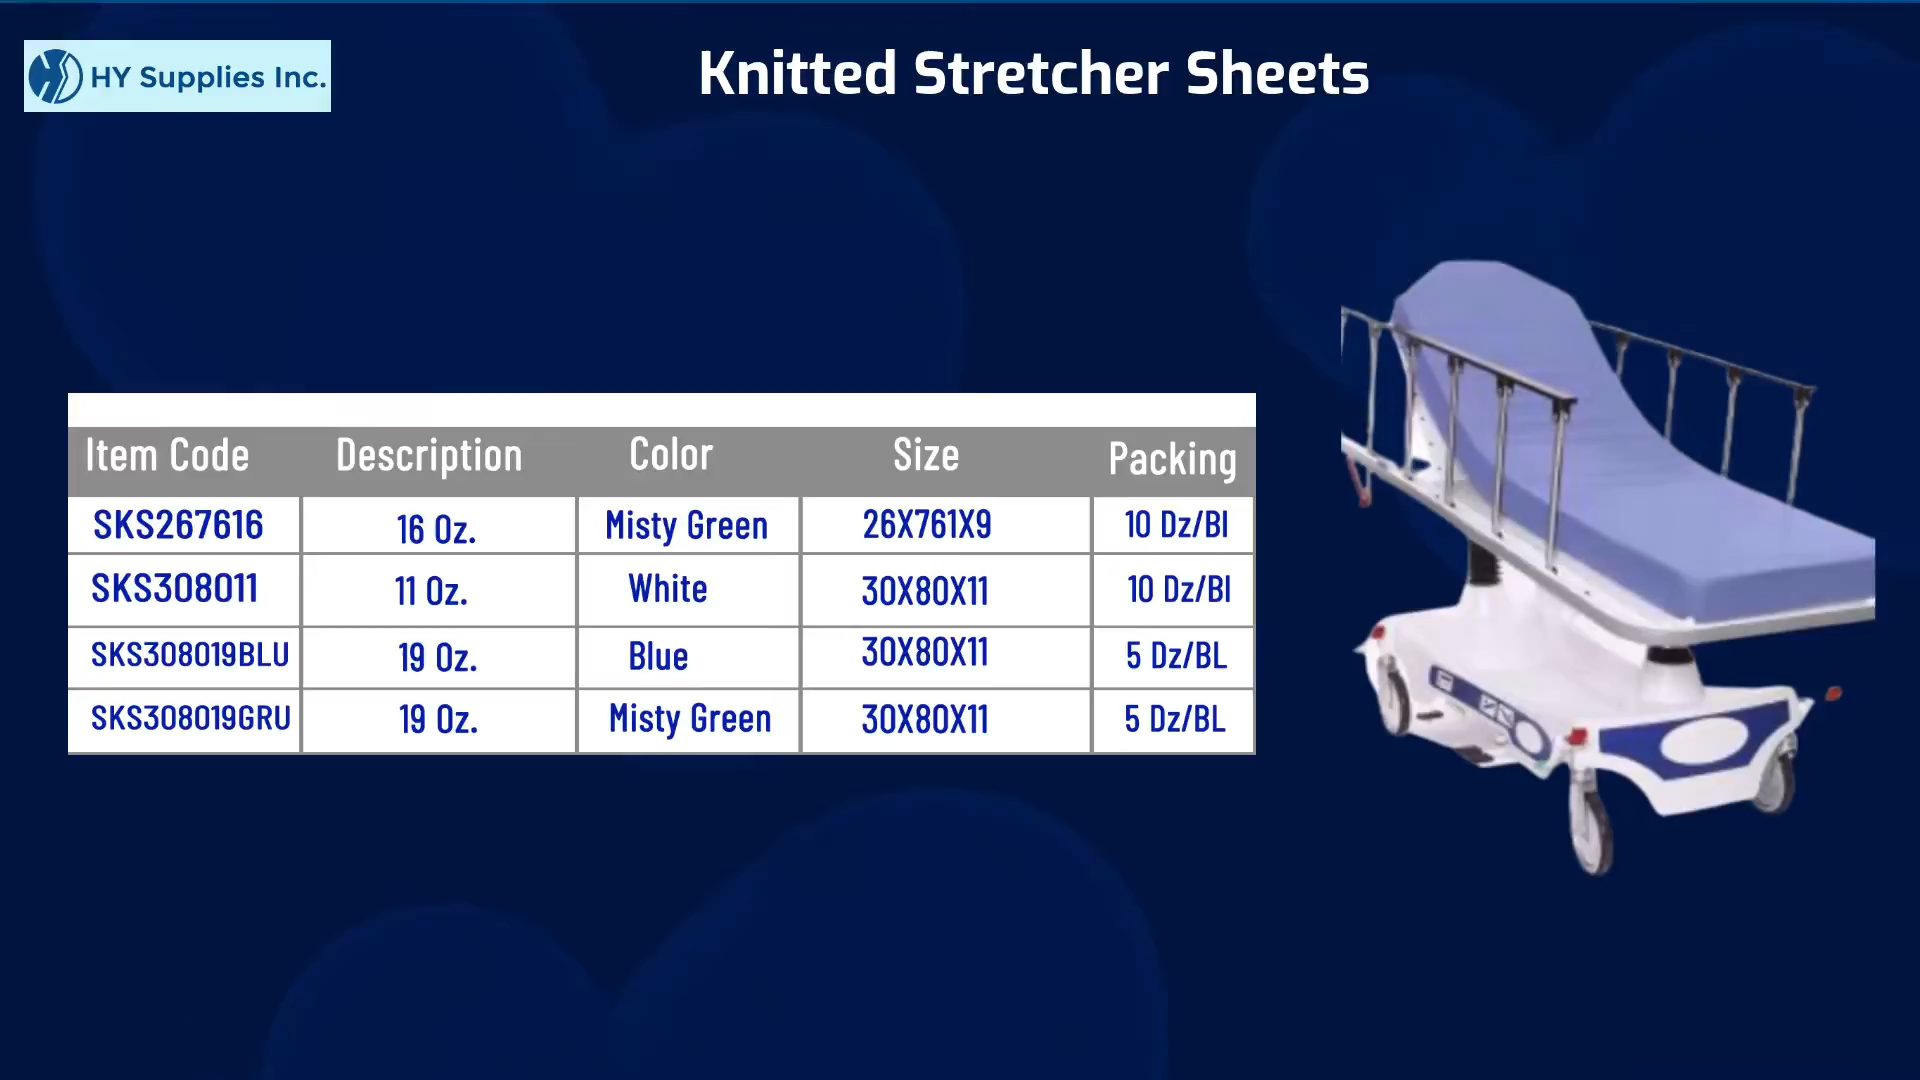 HY Supplies Inc.
Knitted Stretcher Sheets
Item Code Description Color Size Packing
SKS267616 16 Oz. Misty Green 26X761X9 10 Dz/Bl
SKS308011 11 Oz. White 30X80X11 10 Dz/Bl
SKS308019BLU 19 Oz. Blue 30X80X11 5 Dz/BL
SKS308019GRU 19 Oz. Misty Green 30X80X11 5 Dz/BL